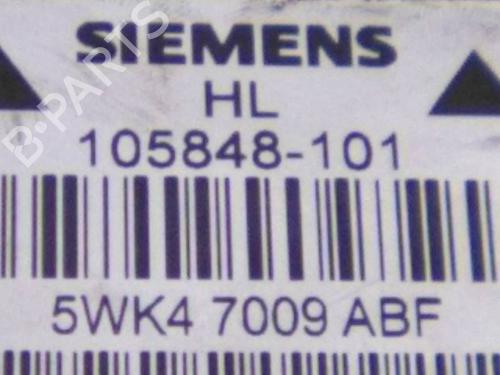 SIEMENS
HL
105848-101
5WK4 7009 ABF
B-PARTS